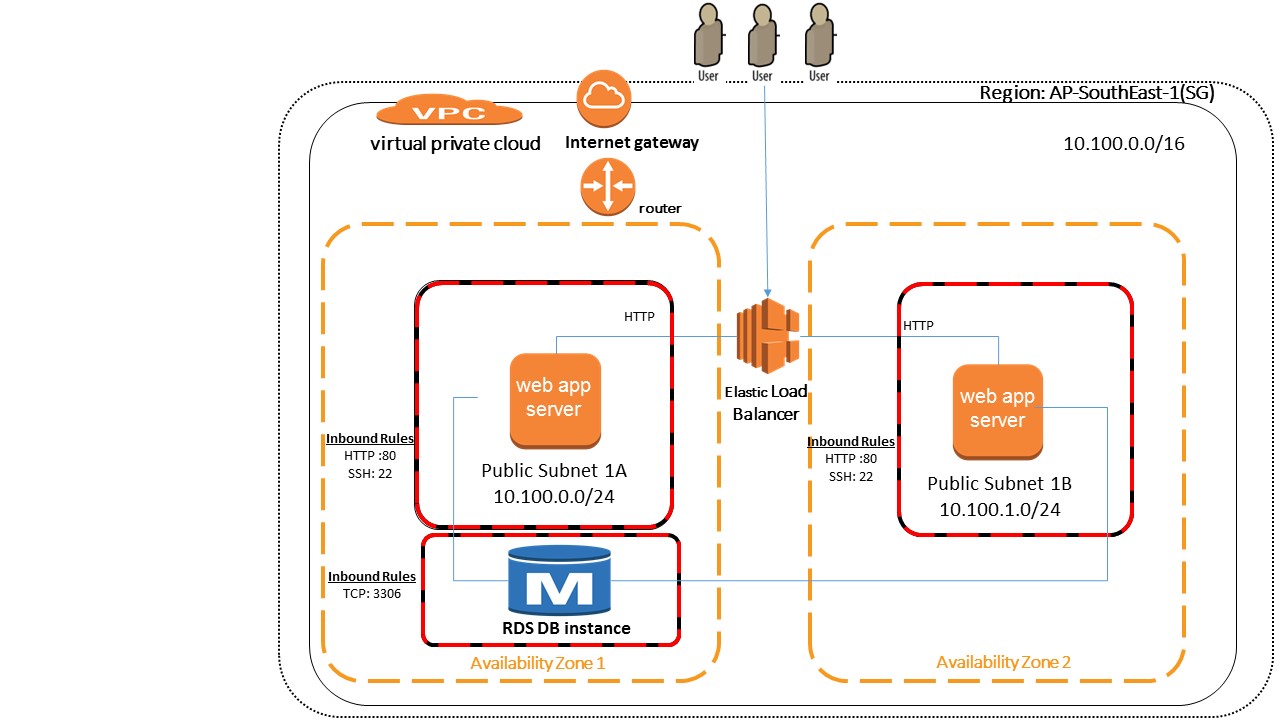 User
User
User
Region: AP-SouthEast-1(SG)
VPC
virtual private cloud
Internet gateway
10.100.0.0/16
router
HTTP
HTTP
web app
server
Elastic Load
Balancer
web app
server
Inbound Rules
HTTP :80
SSH: 22
Public Subnet 1A
10.100.0.0/24
Inbound Rules
HTTP :80
SSH: 22
Public Subnet 1B
10.100.1.0/24
Inbound Rules
TCP: 3306
M
RDS DB instance
Availability Zone 1
Availability Zone 2